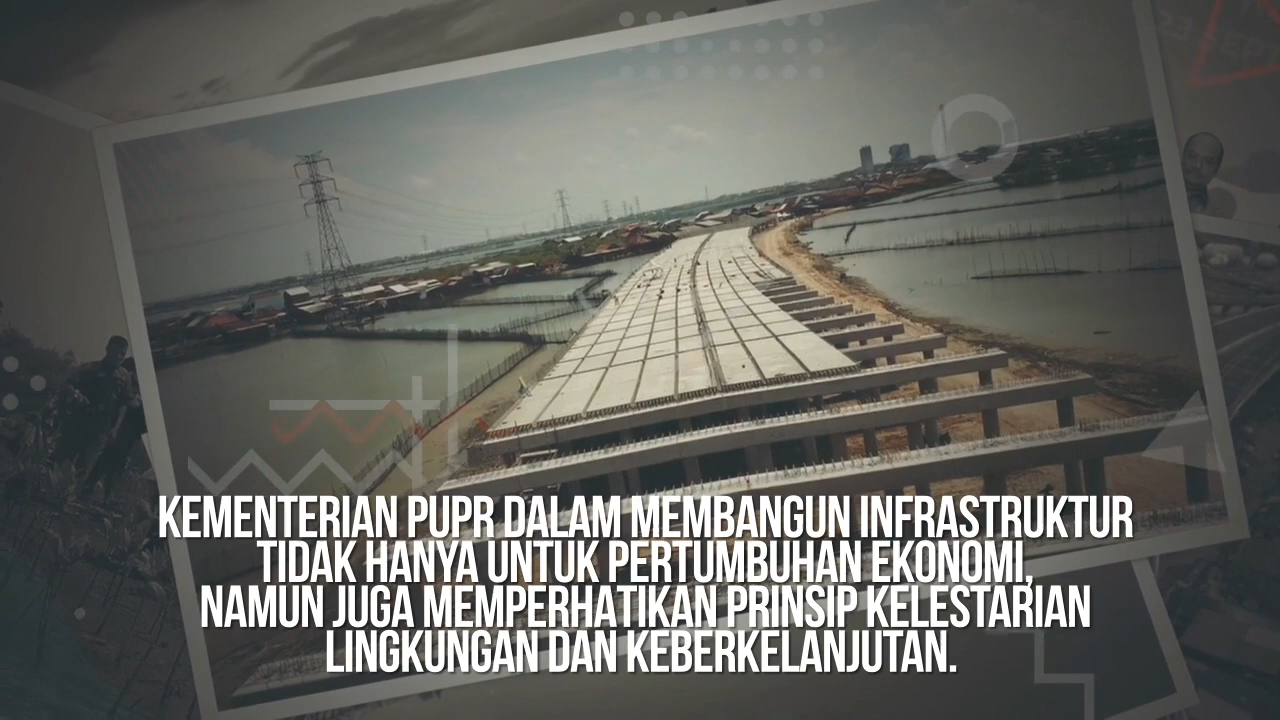 KEMENTERIAN PUPR DALAM MEMBANGUN INFRASTRUKTUR
TIDAK HANYA UNTUK PERTUMBUHAN EKONOMI,
NAMUN JUGA MEMPERHATIKAN PRINSIP KELESTARIAN
LINGKUNGAN DAN KEBERKELANJUTAN.